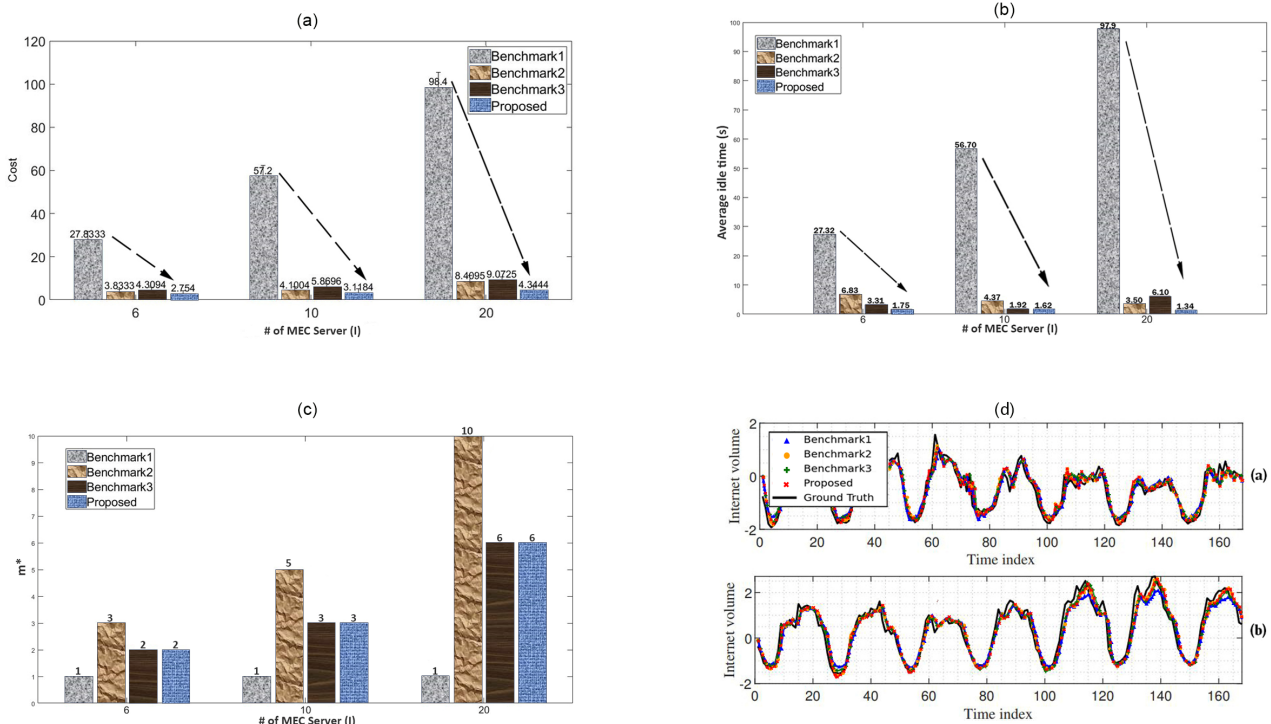 (a)
120
100
80
60
40
20
0
Cost
Benchmark1
Benchmark2
Benchmark3
Proposed
27.8333
3.8333
4.3094
2.754
57.2
4.1004
5.8696
3.1184
98.4
8.4095
9.0725
4.3444
6
10
20
# of MEC Server (I)
(b)
100
90
80
70
60
50
40
30
20
10
0
Average idle time (s)
Benchmark1
Benchmark2
Benchmark3
Proposed
27.32
6.83
3.31
1.75
56.70
4.37
1.92
1.62
97.9
3.50
6.10
1.34
6
10
20
# of MEC Server (I)
(c)
10
9
8
7
6
5
4
3
2
1
0
m*
Benchmark1
Benchmark2
Benchmark3
Proposed
1
3
2
2
1
5
3
3
1
10
6
6
6
10
20
# of MEC Server (I)
(d)
2
0
-2
Internet volume
Benchmark1
Benchmark2
Benchmark3
Proposed
Ground Truth
(a)
0
20
40
60
80
100
120
140
160
Time index
2
0
-2
Internet volume
(b)
0
20
40
60
80
100
120
140
160
Time index